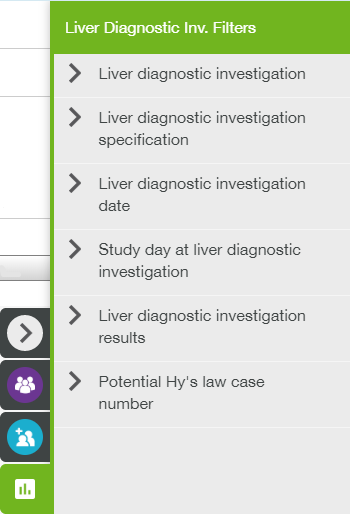 Liver Diagnostic Inv. Filters
Liver diagnostic investigation
Liver diagnostic investigation
specification
Liver diagnostic investigation
date
Study day at liver diagnostic
investigation
Liver diagnostic investigation
results
Potential Hy's law case
number